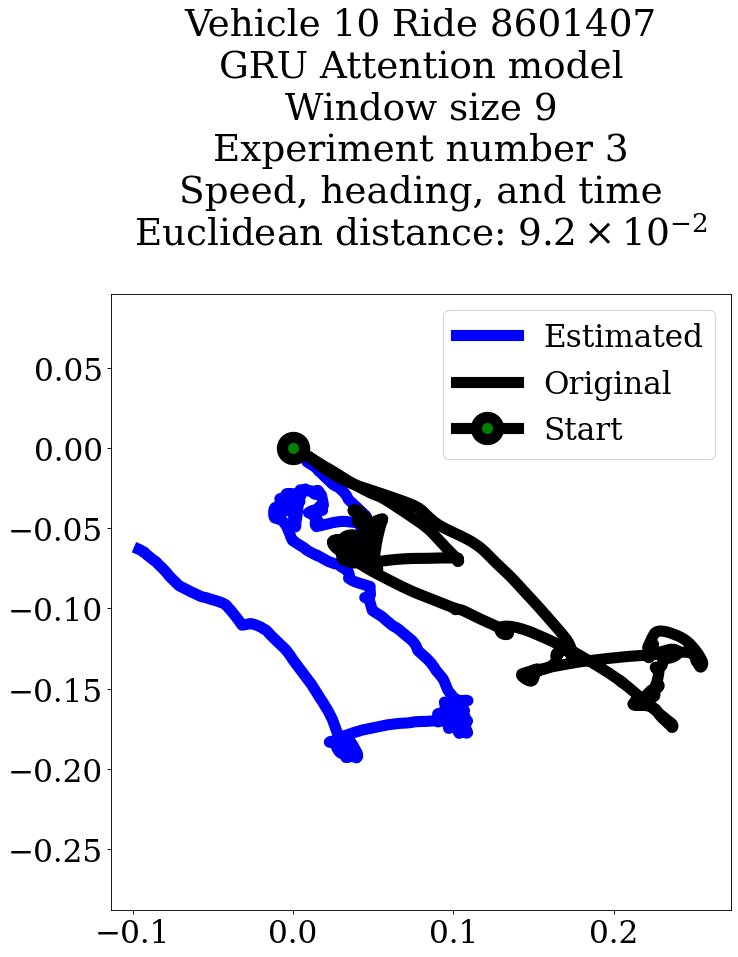 Vehicle 10 Ride 8601407
GRU Attention model
Window size 9
Experiment number 3
Speed, heading, and time
Euclidean distance: 9.2 × 10⁻²
Estimated
Original
Start
0.05
0.00
−0.05
−0.10
−0.15
−0.20
−0.25
−0.1 0.0 0.1 0.2